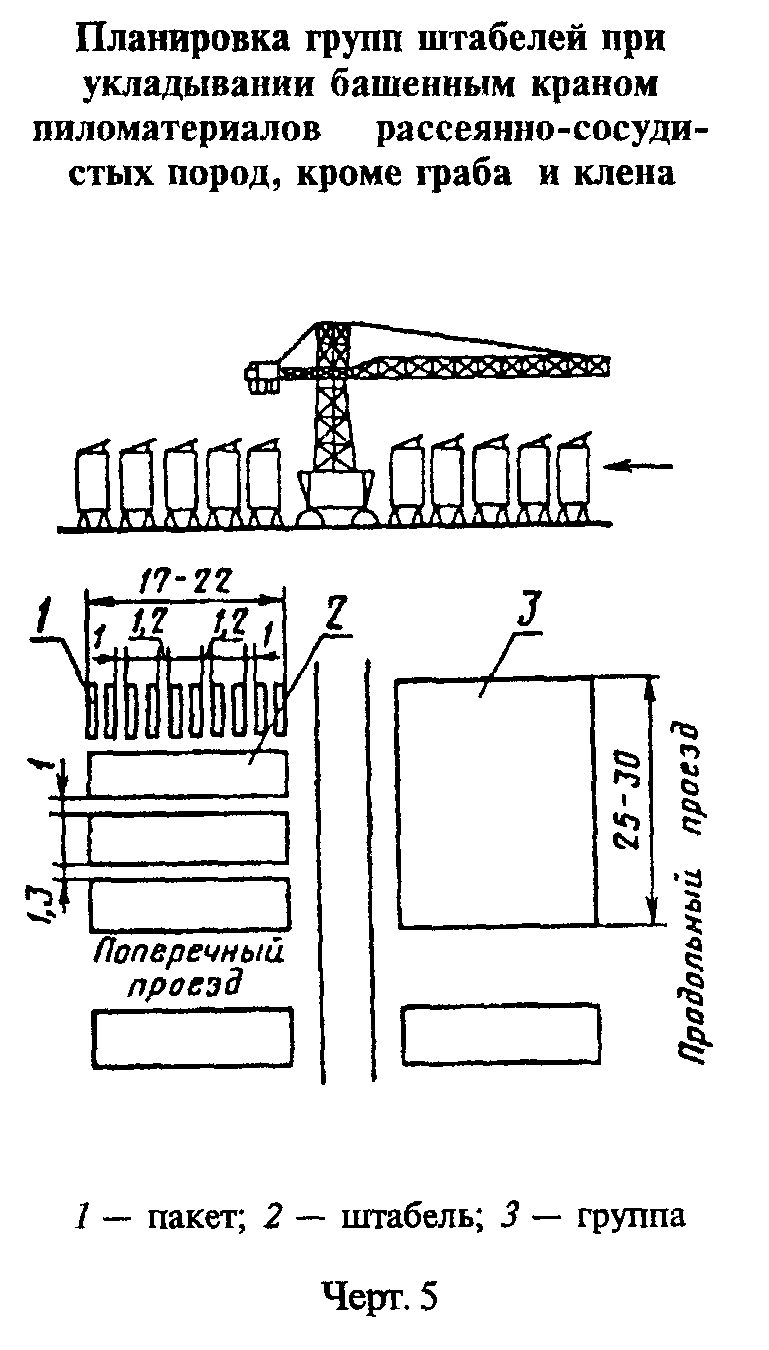 Планировка групп штабелей при
укладывании башенным краном
пиломатериалов рассеянно-сосуди-
стых пород, кроме граба и клена
17-22
1
1
1,2
1,2
1
2
3
1
1,3
25-30
Продольный проезд
Поперечный
проезд
1 — пакет; 2 — штабель; 3 — группа
Черт. 5